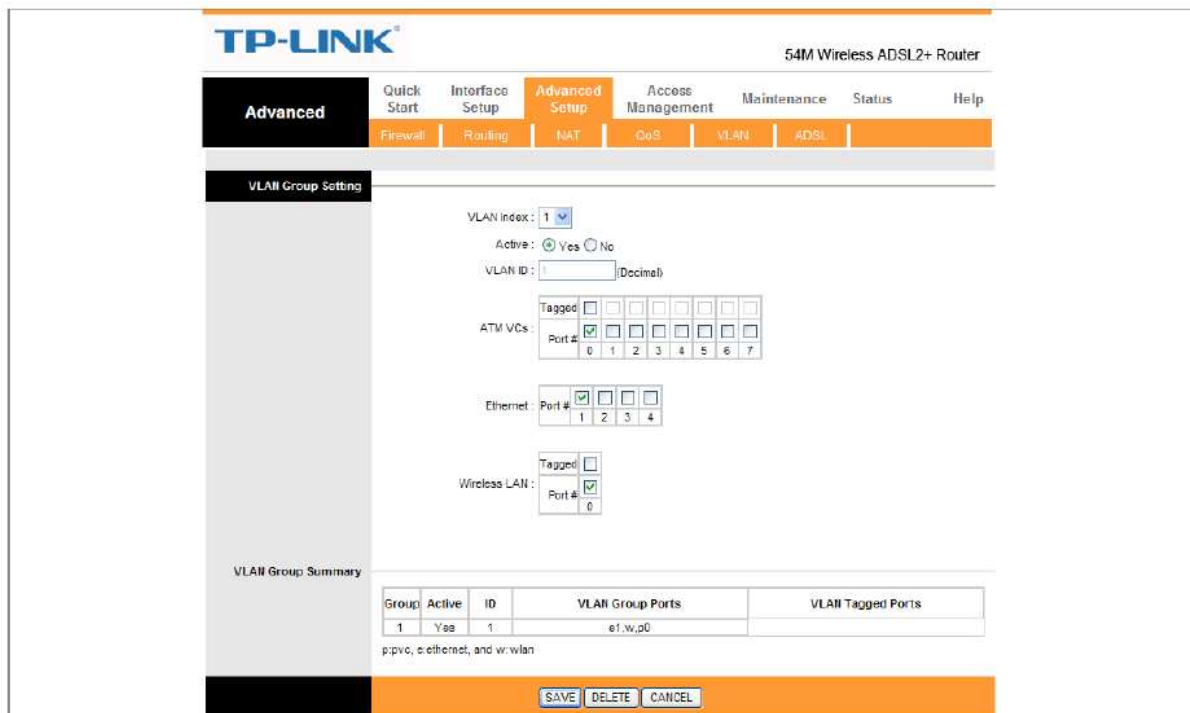 TP-LINK®
54M Wireless ADSL2+ Router
Advanced
Quick Start
Interface Setup
Advanced Setup
Access Management
Maintenance
Status
Help
Firewall
Routing
NAT
QoS
VLAN
ADSL
VLAN Group Setting
VLAN Index : 1
Active : Yes No
VLAN ID : 1 (Decimal)
ATM VCs :
Tagged
Port #
0 1 2 3 4 5 6 7
Ethernet : Port #
1 2 3 4
Wireless LAN :
Tagged
Port #
0
VLAN Group Summary
Group Active ID VLAN Group Ports VLAN Tagged Ports
1 Yes 1 e1,w,p0
p:pvc, e:ethernet, and w:wlan
SAVE DELETE CANCEL